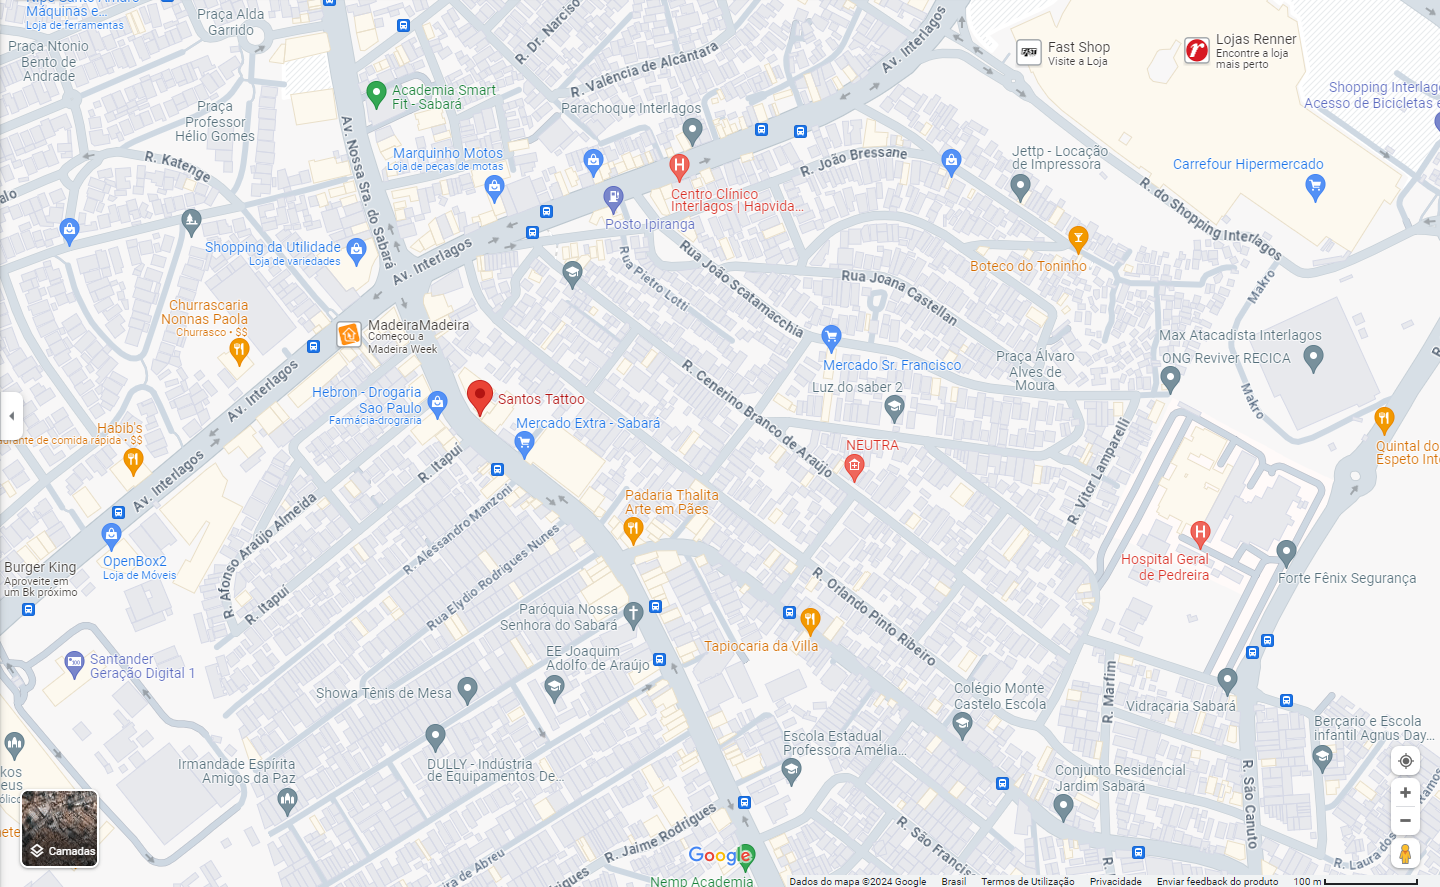 Máquinas e...
Loja de ferramentas
Praça Alda
Garrido
Praça Ntonio
Bento de
Andrade
R. Dr. Narciso
R. Valência de Alcântara
Av. Interlagos
Fast Shop
Visite a Loja
Lojas Renner
Encontre a loja
mais perto
Shopping Interlago
Acesso de Bicicletas e
Academia Smart
Fit - Sabará
Praça
Professor
Hélio Gomes
Parachoque Interlagos
Av. Nossa Sra. do Sabará
R. Katenge
Marquinho Motos
Loja de peças de motos
R. João Bressane
Jettp - Locação
de Impressora
Carrefour Hipermercado
Centro Clínico
Interlagos | Hapvida...
Posto Ipiranga
R. do Shopping Interlagos
Shopping da Utilidade
Loja de variedades
Av. Interlagos
Rua Pietro Lotti
Rua João Scatamacchia
Rua Joana Castellan
Boteco do Toninho
Makro
Churrascaria
Nonnas Paola
Churrasco • $$
MadeiraMadeira
Começou a
Madeira Week
Mercado Sr. Francisco
Max Atacadista Interlagos
ONG Reviver RECICA
Praça Álvaro
Alves de
Moura
Luz do saber 2
R. Cenerino Branco de Araújo
Av. Interlagos
Hebron - Drogaria
Sao Paulo
Farmácia-drograria
Santos Tattoo
Mercado Extra - Sabará
Makro
Habib's
aurante de comida rápida • $$
NEUTRA
Quintal do
Espeto Inte
R. Itapuí
R. Vitor Lamparelli
Av. Interlagos
Padaria Thalita
Arte em Pães
R. Alessandro Manzoni
R. Afonso Araújo Almeida
Rua Elydio Rodrigues Nunes
OpenBox2
Loja de Móveis
Burger King
Aproveite em
um Bk próximo
R. Itapuí
Hospital Geral
de Pedreira
Forte Fênix Segurança
R. Orlando Pinto Ribeiro
Paróquia Nossa
Senhora do Sabará
Tapiocaria da Villa
EE Joaquim
Adolfo de Araújo
Santander
Geração Digital 1
Showa Tênis de Mesa
R. Marfim
Colégio Monte
Castelo Escola
Vidraçaria Sabará
Berçario e Escola
infantil Agnus Day...
Escola Estadual
Professora Amélia...
Irmandade Espírita
Amigos da Paz
DULLY - Indústria
de Equipamentos De...
Conjunto Residencial
Jardim Sabará
R. São Canuto
R. Jaime Rodrigues
R. São Francisco
R. Laura dos
Ramos
Camadas
Google
Nemp Academia
Dados do mapa ©2024 Google
Brasil
Termos de Utilização
Privacidade
Enviar feedback do produto
100 m